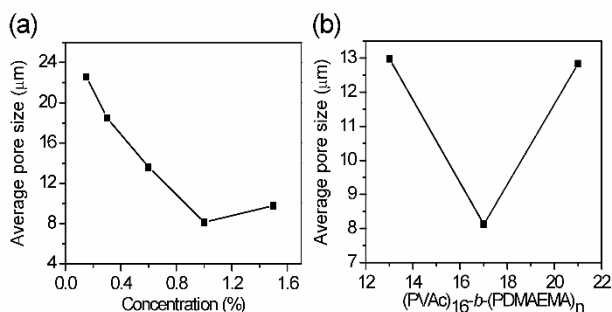 (a)
Average pore size (μm)
24
20
16
12
8
4
0.0 0.4 0.8 1.2 1.6
Concentration (%)
(b)
Average pore size (μm)
13
12
11
10
9
8
7
12 14 16 18 20 22
(PVAc)16-b-(PDMAEMA)n